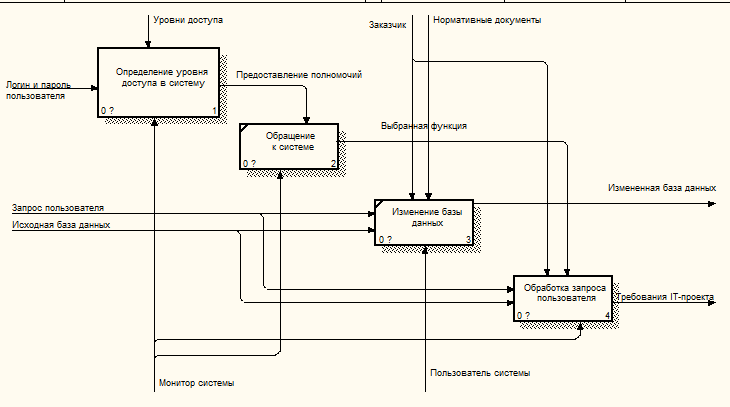 Уровни доступа
Заказчик
Нормативные документы
Определение уровня
доступа в систему
0 ?
1
Логин и пароль
пользователя
Предоставление полномочий
Обращение
к системе
0 ?
2
Выбранная функция
Измененная база данных
Запрос пользователя
Исходная база данных
Изменение базы
данных
0 ?
3
Обработка запроса
пользователя
0 ?
4
Требования IT-проекта
Монитор системы
Пользователь системы